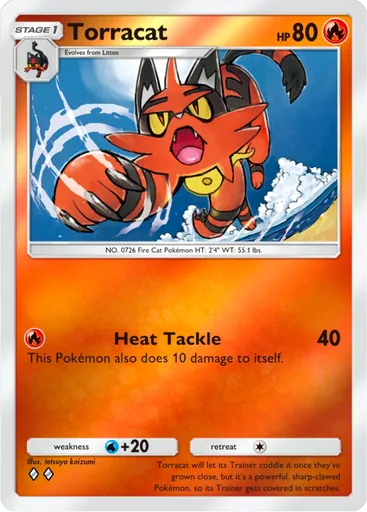 STAGE 1
Torracat
HP 80
Evolves from Litten
NO. 0726 Fire Cat Pokémon HT: 2'4" WT: 55.1 lbs.
Heat Tackle 40
This Pokémon also does 10 damage to itself.
weakness +20 retreat
Illus. tetsuya koizumi
Torracat will let its Trainer coddle it once they've
grown close, but it's a powerful, sharp-clawed
Pokémon, so its Trainer gets covered in scratches.